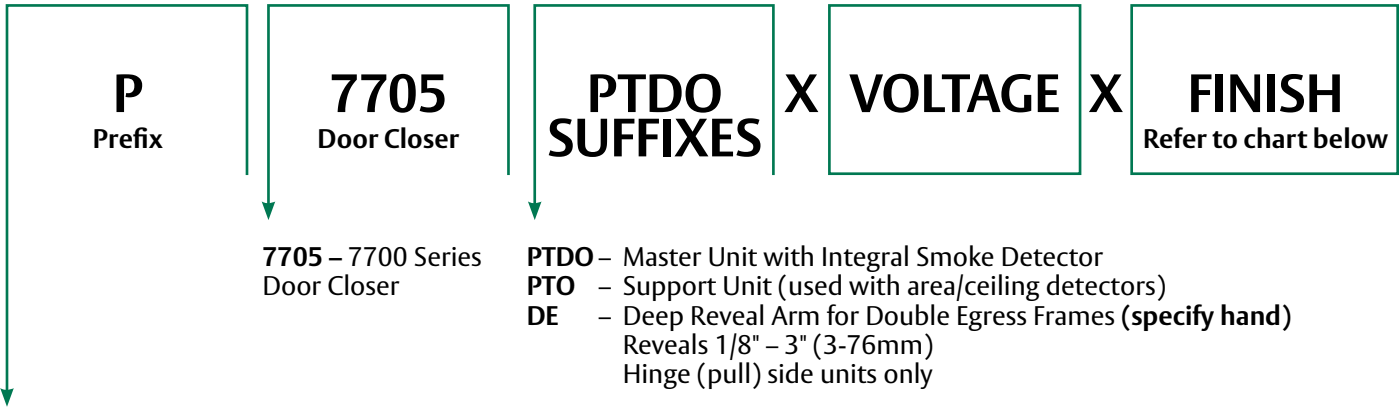 P 7705 PTDO X VOLTAGE X FINISH
Prefix Door Closer SUFFIXES Refer to chart below
7705 – 7700 Series
Door Closer
PTDO – Master Unit with Integral Smoke Detector
PTO – Support Unit (used with area/ceiling detectors)
DE – Deep Reveal Arm for Double Egress Frames (specify hand)
Reveals 1/8" – 3" (3-76mm)
Hinge (pull) side units only